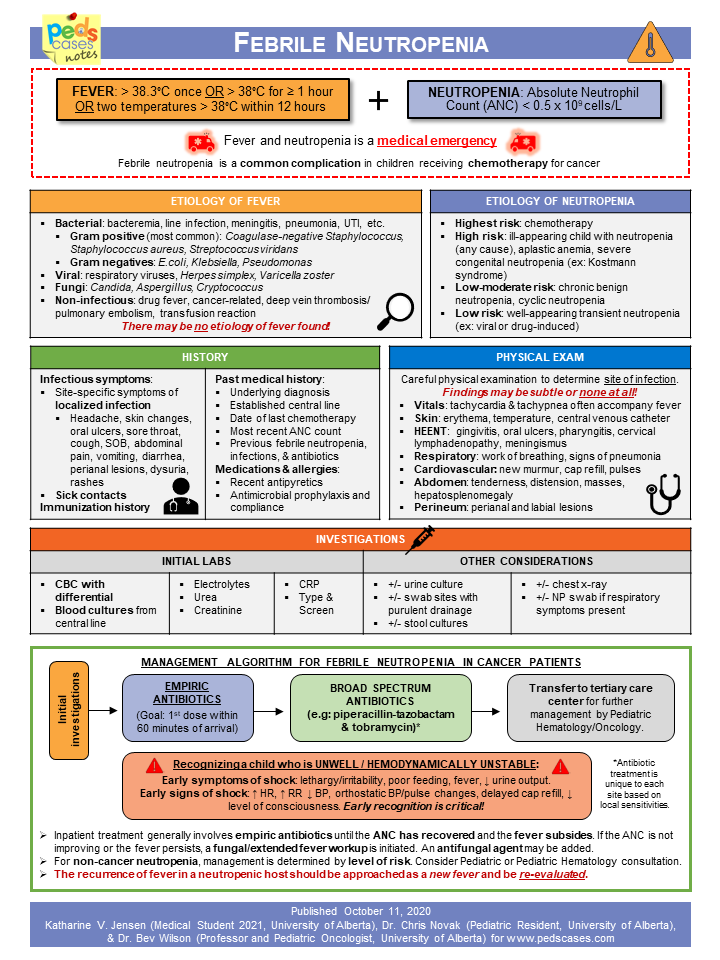 peds
cases
notes
FEBRILE NEUTROPENIA
FEVER: > 38.3°C once OR > 38°C for ≥ 1 hour
OR two temperatures > 38°C within 12 hours
+
NEUTROPENIA: Absolute Neutrophil
Count (ANC) < 0.5 x 10⁹ cells/L
Fever and neutropenia is a medical emergency
Febrile neutropenia is a common complication in children receiving chemotherapy for cancer
ETIOLOGY OF FEVER
▪ Bacterial: bacteremia, line infection, meningitis, pneumonia, UTI, etc.
▪ Gram positive (most common): Coagulase-negative Staphylococcus,
Staphylococcus aureus, Streptococcus viridans
▪ Gram negatives: E.coli, Klebsiella, Pseudomonas
▪ Viral: respiratory viruses, Herpes simplex, Varicella zoster
▪ Fungi: Candida, Aspergillus, Cryptococcus
▪ Non-infectious: drug fever, cancer-related, deep vein thrombosis/
pulmonary embolism, transfusion reaction
There may be no etiology of fever found!
ETIOLOGY OF NEUTROPENIA
▪ Highest risk: chemotherapy
▪ High risk: ill-appearing child with neutropenia
(any cause), aplastic anemia, severe
congenital neutropenia (ex: Kostmann
syndrome)
▪ Low-moderate risk: chronic benign
neutropenia, cyclic neutropenia
▪ Low risk: well-appearing transient neutropenia
(ex: viral or drug-induced)
HISTORY
Infectious symptoms:
▪ Site-specific symptoms of
localized infection
▪ Headache, skin changes,
oral ulcers, sore throat,
cough, SOB, abdominal
pain, vomiting, diarrhea,
perianal lesions, dysuria,
rashes
▪ Sick contacts
Immunization history
Past medical history:
▪ Underlying diagnosis
▪ Established central line
▪ Date of last chemotherapy
▪ Most recent ANC count
▪ Previous febrile neutropenia,
infections, & antibiotics
Medications & allergies:
▪ Recent antipyretics
▪ Antimicrobial prophylaxis and
compliance
PHYSICAL EXAM
Careful physical examination to determine site of infection.
Findings may be subtle or none at all!
▪ Vitals: tachycardia & tachypnea often accompany fever
▪ Skin: erythema, temperature, central venous catheter
▪ HEENT: gingivitis, oral ulcers, pharyngitis, cervical
lymphadenopathy, meningismus
▪ Respiratory: work of breathing, signs of pneumonia
▪ Cardiovascular: new murmur, cap refill, pulses
▪ Abdomen: tenderness, distension, masses,
hepatosplenomegaly
▪ Perineum: perianal and labial lesions
INVESTIGATIONS
INITIAL LABS
▪ CBC with
differential
▪ Blood cultures from
central line
▪ Electrolytes
▪ Urea
▪ Creatinine
▪ CRP
▪ Type &
Screen
OTHER CONSIDERATIONS
▪ +/- urine culture
▪ +/- swab sites with
purulent drainage
▪ +/- stool cultures
▪ +/- chest x-ray
▪ +/- NP swab if respiratory
symptoms present
MANAGEMENT ALGORITHM FOR FEBRILE NEUTROPENIA IN CANCER PATIENTS
Initial
investigations
EMPIRIC
ANTIBIOTICS
(Goal: 1st dose within
60 minutes of arrival)
BROAD SPECTRUM
ANTIBIOTICS
(e.g: piperacillin-tazobactam
& tobramycin)*
Transfer to tertiary care
center for further
management by Pediatric
Hematology/Oncology.
Recognizing a child who is UNWELL / HEMODYNAMICALLY UNSTABLE:
Early symptoms of shock: lethargy/irritability, poor feeding, fever, ↓ urine output.
Early signs of shock: ↑ HR, ↑ RR ↓ BP, orthostatic BP/pulse changes, delayed cap refill, ↓
level of consciousness. Early recognition is critical!
*Antibiotic
treatment is
unique to each
site based on
local sensitivities.
➢ Inpatient treatment generally involves empiric antibiotics until the ANC has recovered and the fever subsides. If the ANC is not
improving or the fever persists, a fungal/extended fever workup is initiated. An antifungal agent may be added.
➢ For non-cancer neutropenia, management is determined by level of risk. Consider Pediatric or Pediatric Hematology consultation.
➢ The recurrence of fever in a neutropenic host should be approached as a new fever and be re-evaluated.
Published October 11, 2020
Katharine V. Jensen (Medical Student 2021, University of Alberta), Dr. Chris Novak (Pediatric Resident, University of Alberta),
& Dr. Bev Wilson (Professor and Pediatric Oncologist, University of Alberta) for www.pedscases.com